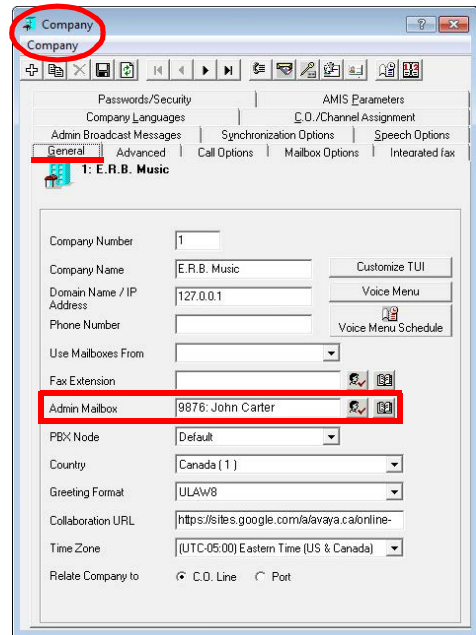 Company
Company
Passwords/Security
AMIS Parameters
Company Languages
C.O./Channel Assignment
Admin Broadcast Messages
Synchronization Options
Speech Options
General
Advanced
Call Options
Mailbox Options
Integrated fax
1: E.R.B. Music
Company Number
1
Company Name
E.R.B. Music
Customize TUI
Domain Name / IP
Address
127.0.0.1
Voice Menu
Phone Number
Voice Menu Schedule
Use Mailboxes From
Fax Extension
Admin Mailbox
9876: John Carter
PBX Node
Default
Country
Canada ( 1 )
Greeting Format
ULAW8
Collaboration URL
https://sites.google.com/a/avaya.ca/online-
Time Zone
(UTC-05:00) Eastern Time (US & Canada)
Relate Company to
C.O. Line
Port